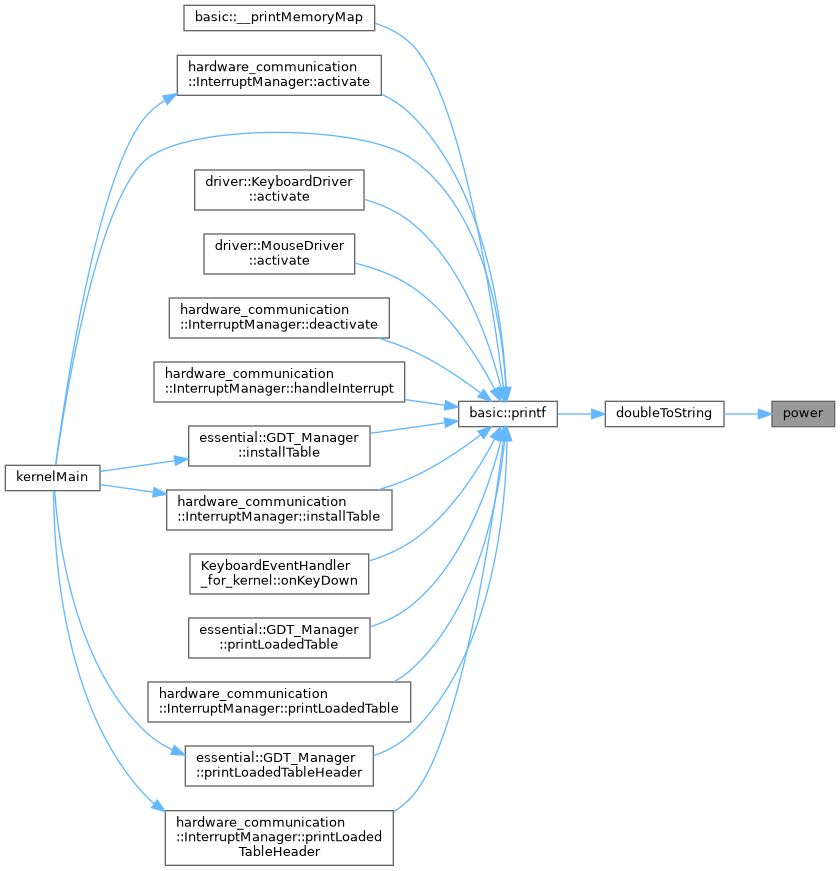 basic::__printMemoryMap
hardware_communication
::InterruptManager::activate
driver::KeyboardDriver
::activate
driver::MouseDriver
::activate
hardware_communication
::InterruptManager::deactivate
hardware_communication
::InterruptManager::handleInterrupt
basic::printf
doubleToString
power
essential::GDT_Manager
::installTable
kernelMain
hardware_communication
::InterruptManager::installTable
KeyboardEventHandler
_for_kernel::onKeyDown
essential::GDT_Manager
::printLoadedTable
hardware_communication
::InterruptManager::printLoadedTable
essential::GDT_Manager
::printLoadedTableHeader
hardware_communication
::InterruptManager::printLoaded
TableHeader